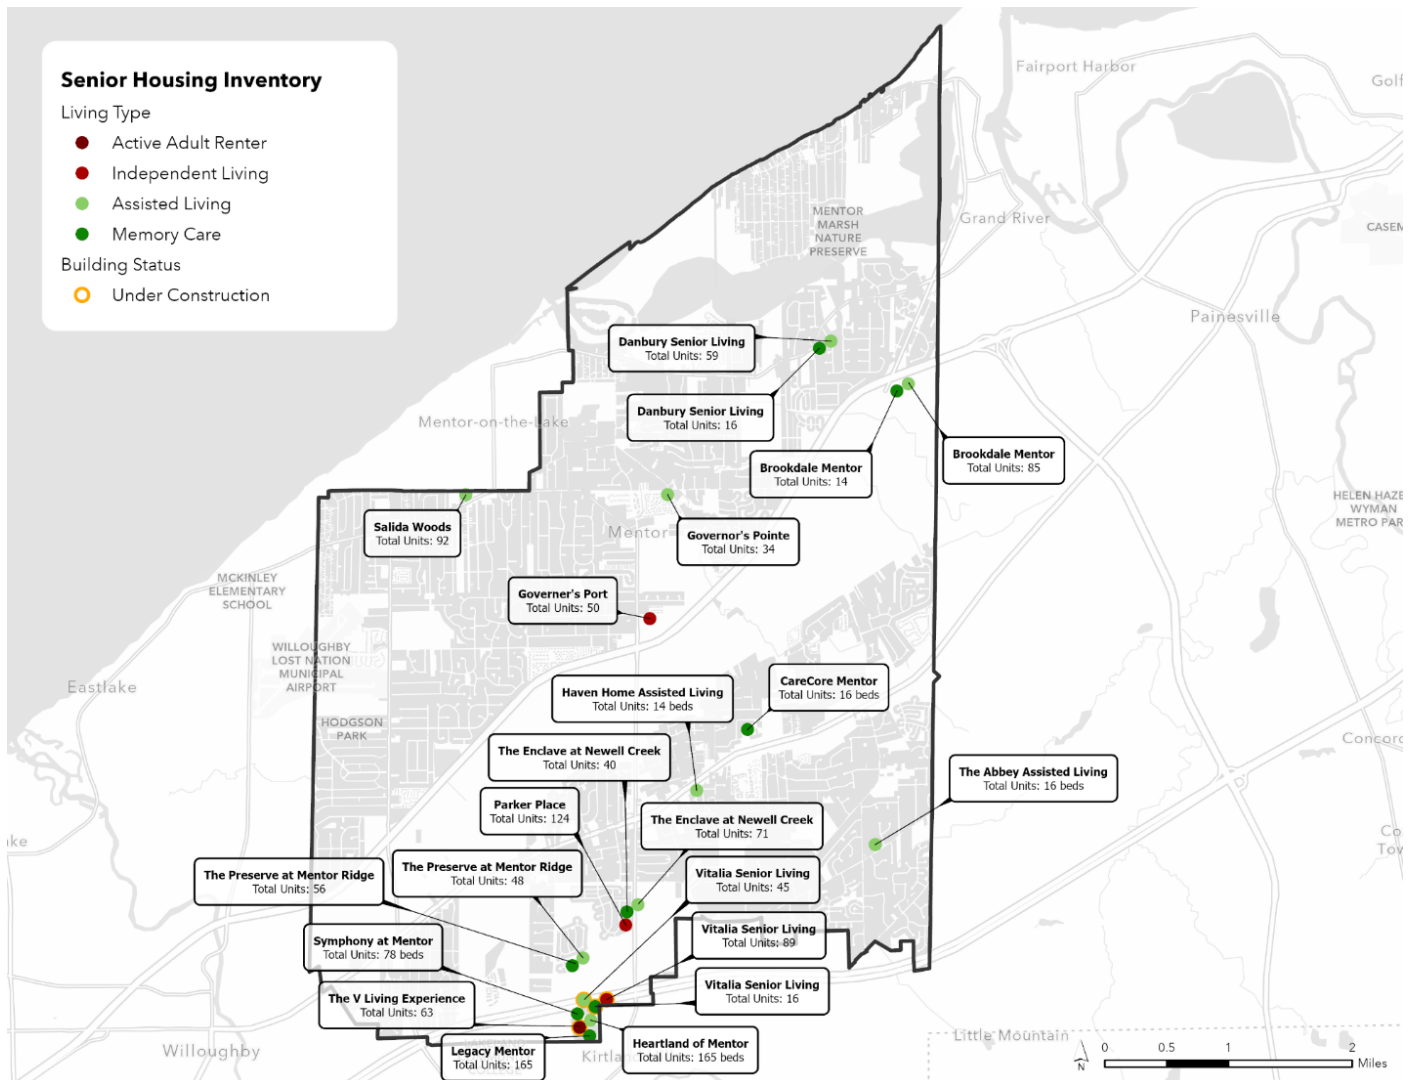 Senior Housing Inventory
Living Type
Active Adult Renter
Independent Living
Assisted Living
Memory Care
Building Status
Under Construction
Fairport Harbor
Golf
MENTOR
MARSH
NATURE
PRESERVE
Grand River
CASEM
Painesville
Danbury Senior Living
Total Units: 59
Danbury Senior Living
Total Units: 16
Mentor-on-the-Lake
Brookdale Mentor
Total Units: 14
Brookdale Mentor
Total Units: 85
HELEN HAZE
WYMAN
METRO PAR
Salida Woods
Total Units: 92
Mentor
Governor's Pointe
Total Units: 34
MCKINLEY
ELEMENTARY
SCHOOL
Governer's Port
Total Units: 50
WILLOUGHBY
LOST NATION
MUNICIPAL
AIRPORT
Eastlake
HODGSON
PARK
Haven Home Assisted Living
Total Units: 14 beds
CareCore Mentor
Total Units: 16 beds
Concord
The Enclave at Newell Creek
Total Units: 40
The Abbey Assisted Living
Total Units: 16 beds
Parker Place
Total Units: 124
The Enclave at Newell Creek
Total Units: 71
ke
Co
Tow
The Preserve at Mentor Ridge
Total Units: 56
The Preserve at Mentor Ridge
Total Units: 48
Vitalia Senior Living
Total Units: 45
Symphony at Mentor
Total Units: 78 beds
Vitalia Senior Living
Total Units: 89
The V Living Experience
Total Units: 63
Vitalia Senior Living
Total Units: 16
Willoughby
Legacy Mentor
Total Units: 165
Kirtla
Heartland of Mentor
Total Units: 165 beds
Little Mountain
N
0 0.5 1 2
Miles